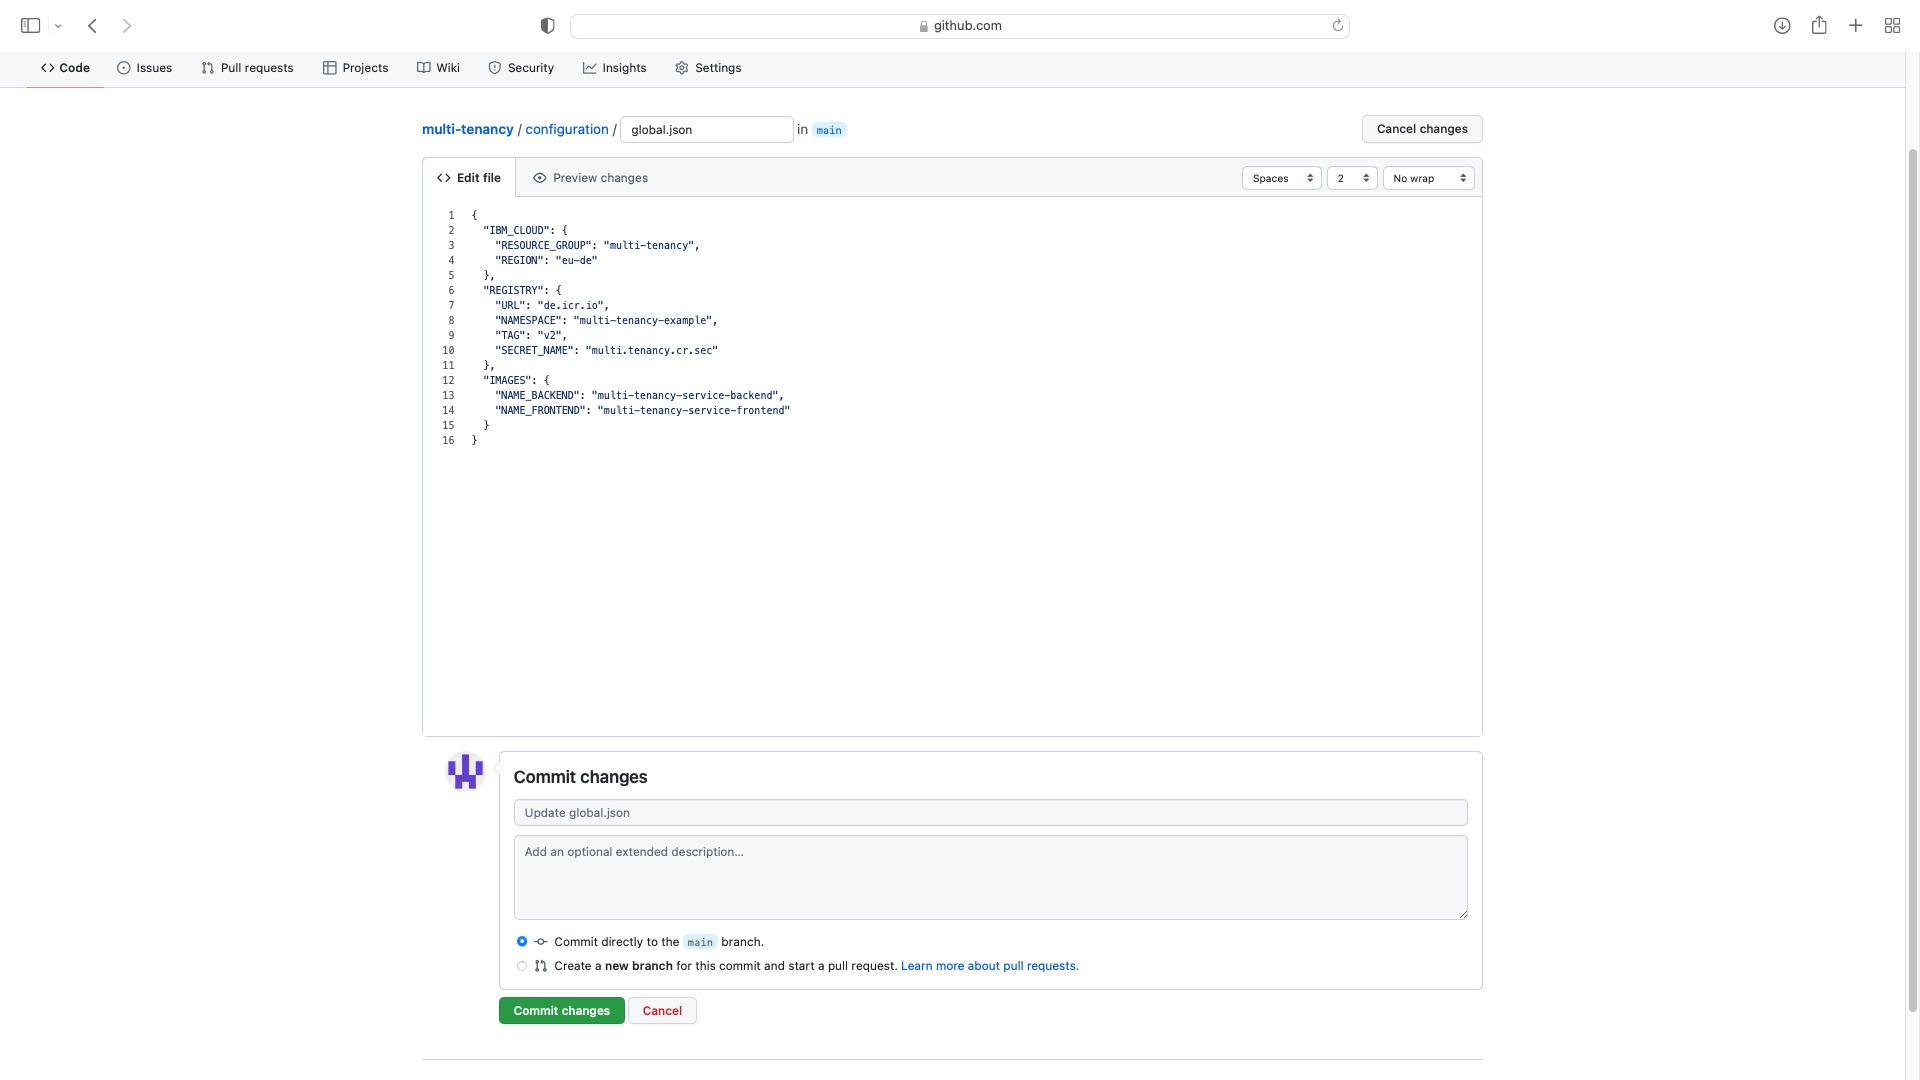 github.com
Code Issues Pull requests Projects Wiki Security Insights Settings
multi-tenancy / configuration / global.json in main Cancel changes
Edit file Preview changes Spaces 2 No wrap
1 {
2 "IBM_CLOUD": {
3 "RESOURCE_GROUP": "multi-tenancy",
4 "REGION": "eu-de"
5 },
6 "REGISTRY": {
7 "URL": "de.icr.io",
8 "NAMESPACE": "multi-tenancy-example",
9 "TAG": "v2",
10 "SECRET_NAME": "multi.tenancy.cr.sec"
11 },
12 "IMAGES": {
13 "NAME_BACKEND": "multi-tenancy-service-backend",
14 "NAME_FRONTEND": "multi-tenancy-service-frontend"
15 }
16 }
Commit changes
Update global.json
Add an optional extended description...
Commit directly to the main branch.
Create a new branch for this commit and start a pull request. Learn more about pull requests.
Commit changes Cancel